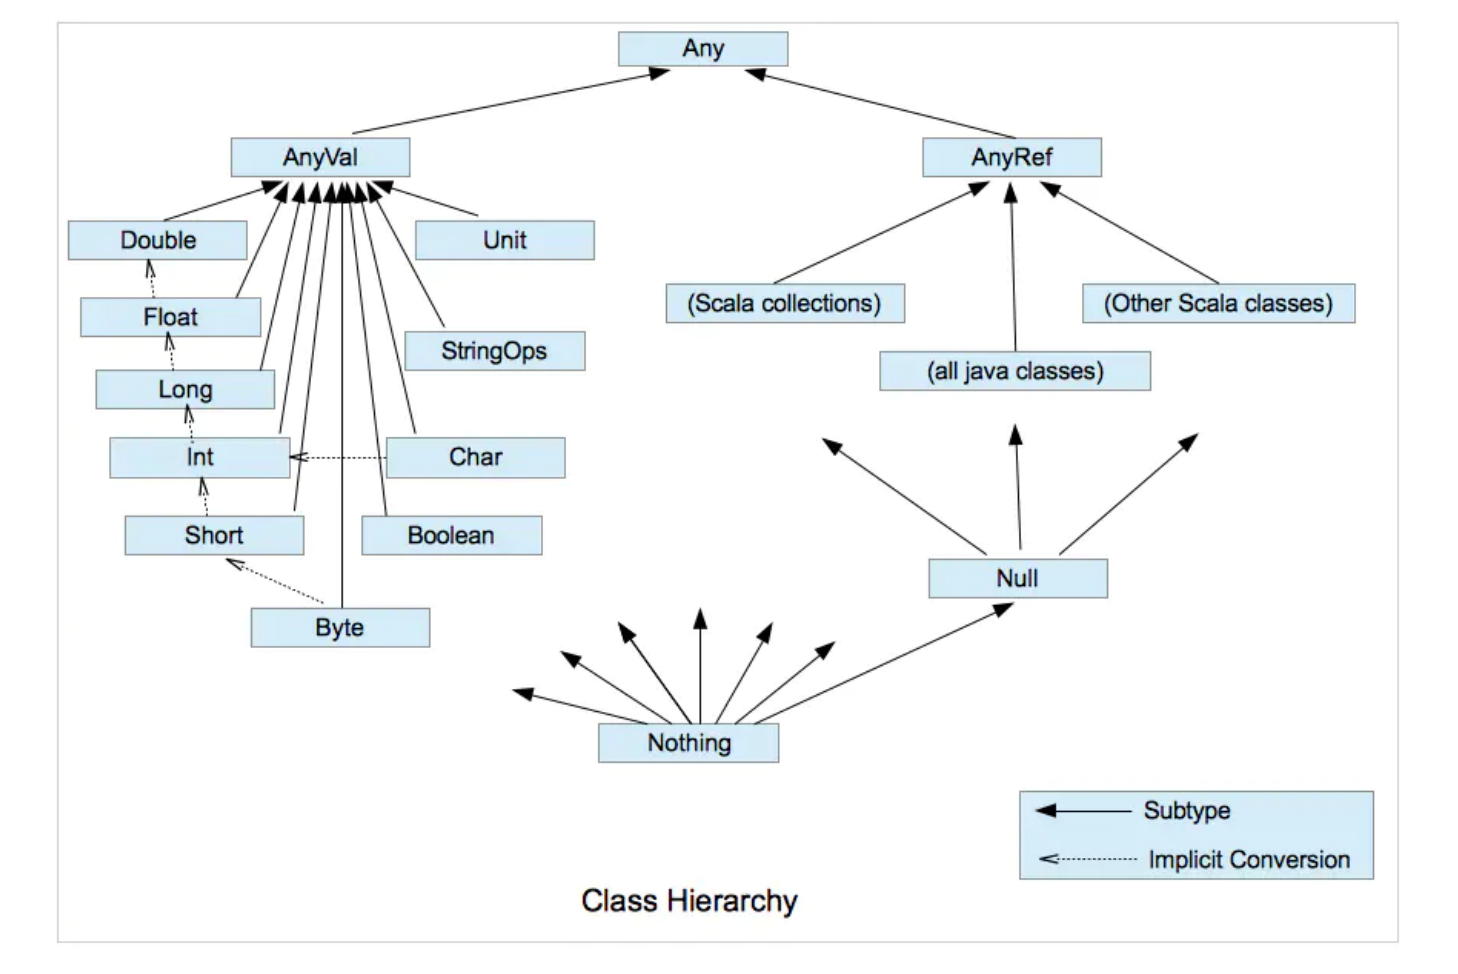 Any
AnyVal
AnyRef
Double
Unit
Float
(Scala collections)
(Other Scala classes)
StringOps
(all java classes)
Long
Int
Char
Short
Boolean
Null
Byte
Nothing
Subtype
Implicit Conversion
Class Hierarchy